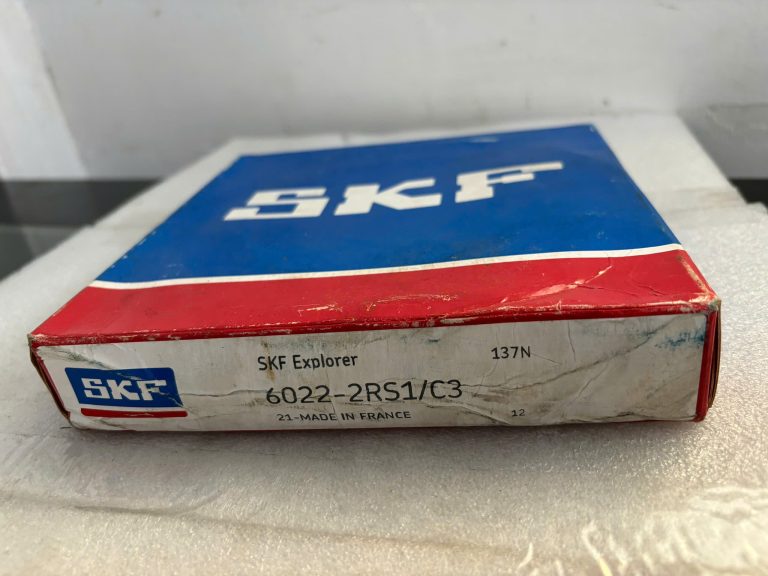 SKF
SKF Explorer
137N
SKF
6022-2RS1/C3
21-MADE IN FRANCE
12